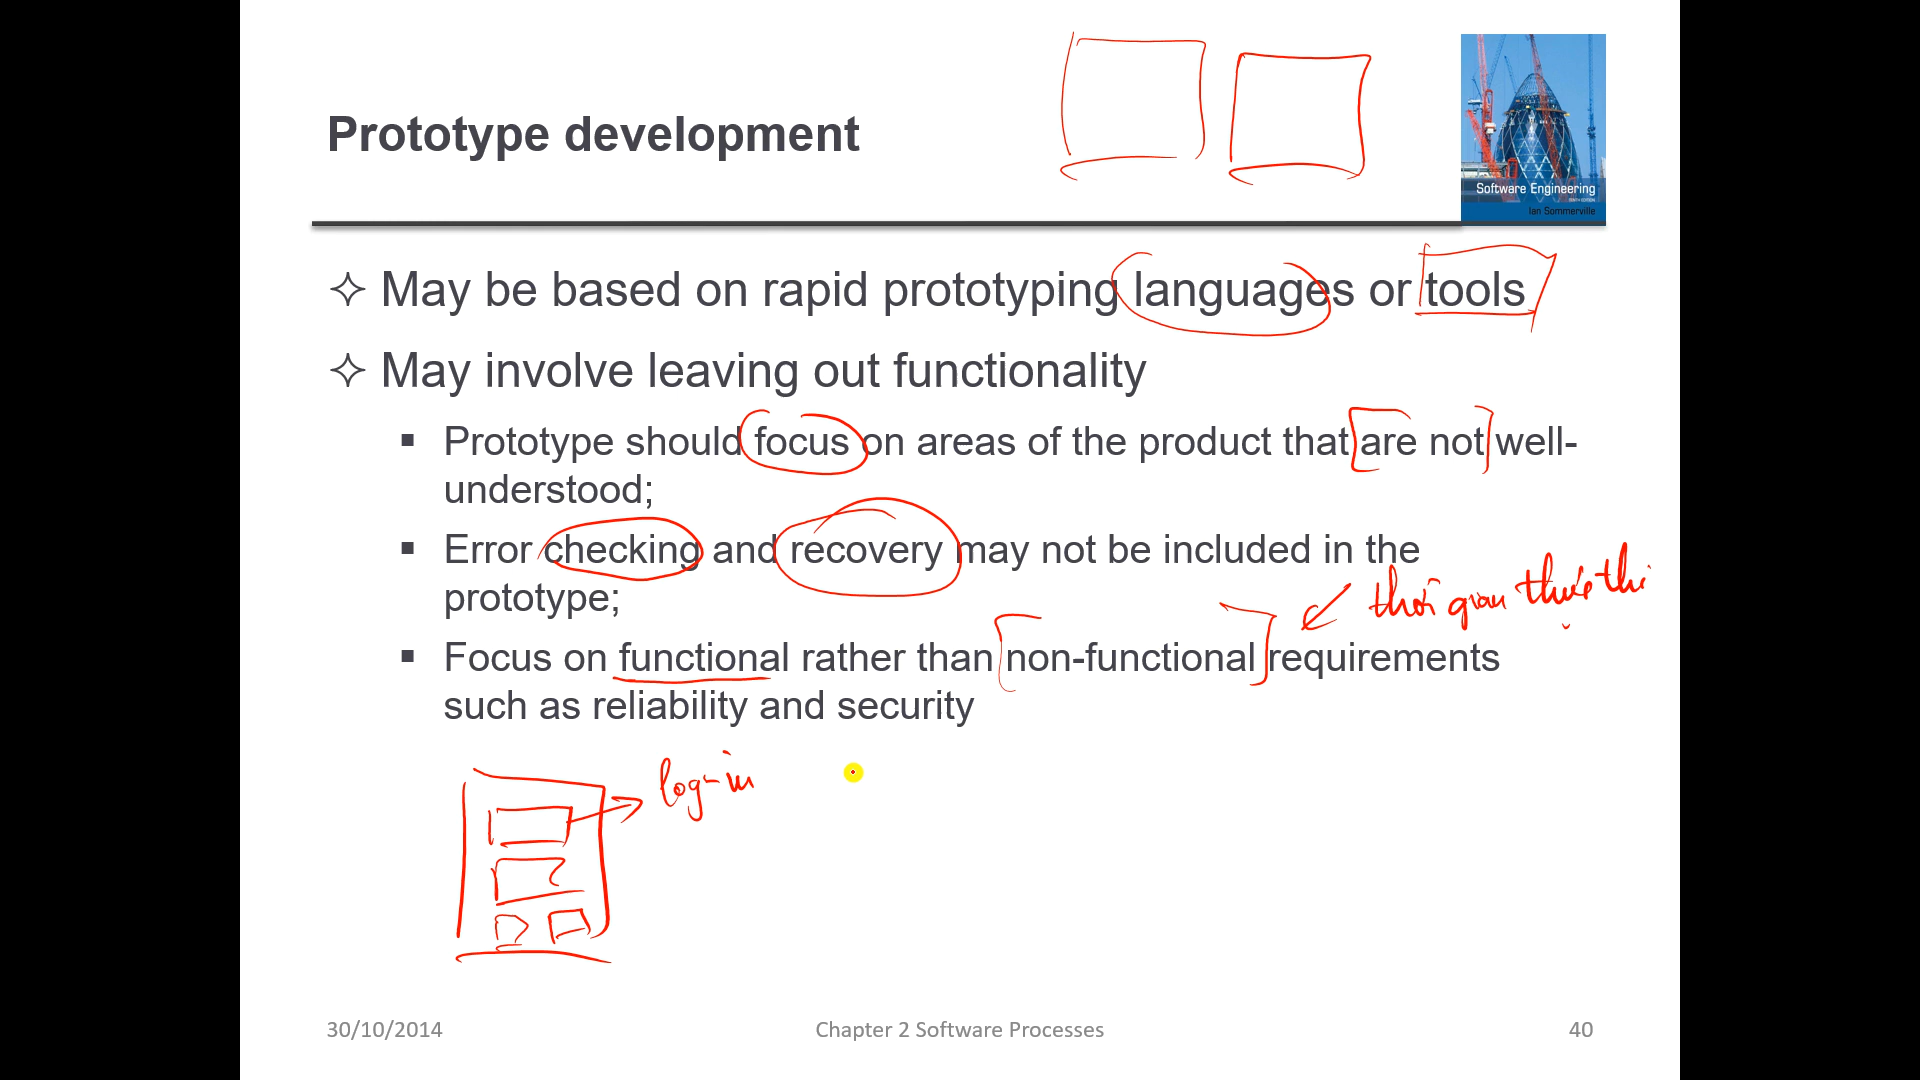 Prototype development
Software Engineering
Ian Sommerville
✧ May be based on rapid prototyping languages or tools
✧ May involve leaving out functionality
▪ Prototype should focus on areas of the product that are not well-
understood;
▪ Error checking and recovery may not be included in the
prototype;
thời gian thực thi
▪ Focus on functional rather than non-functional requirements
such as reliability and security
log-in
30/10/2014
Chapter 2 Software Processes
40